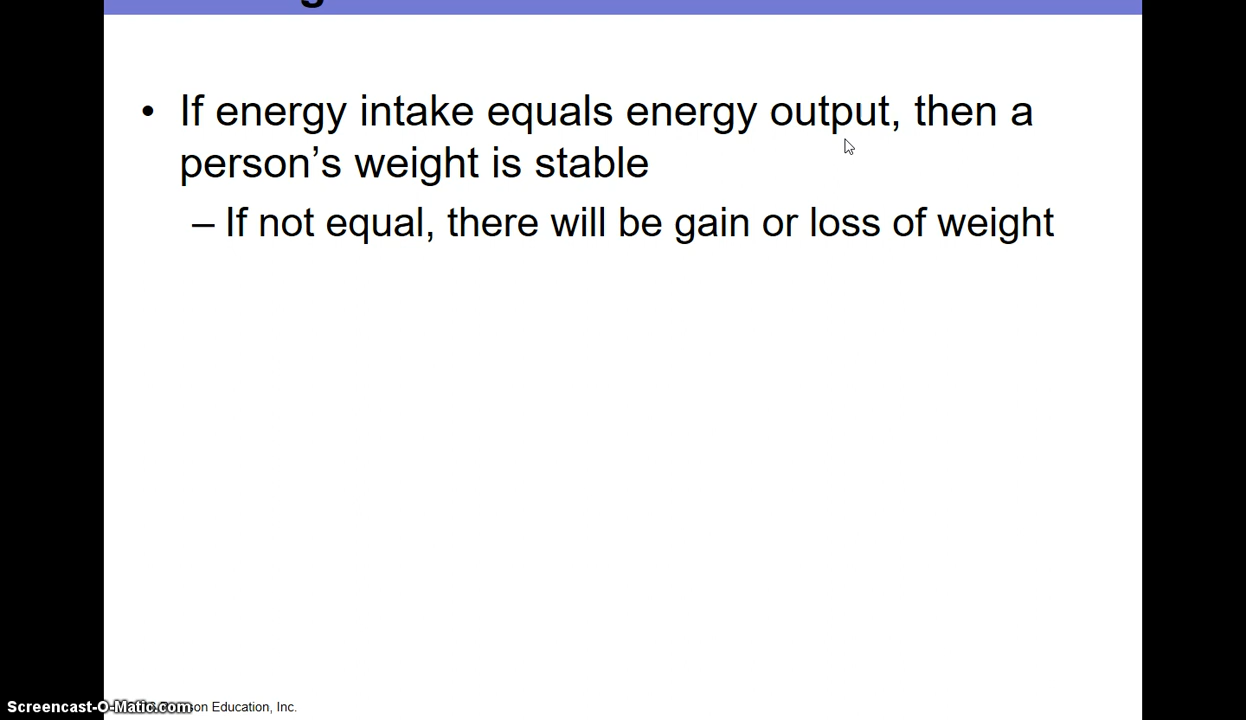 • If energy intake equals energy output, then a
person’s weight is stable
– If not equal, there will be gain or loss of weight
Screencast-O-Matic.com
Education, Inc.